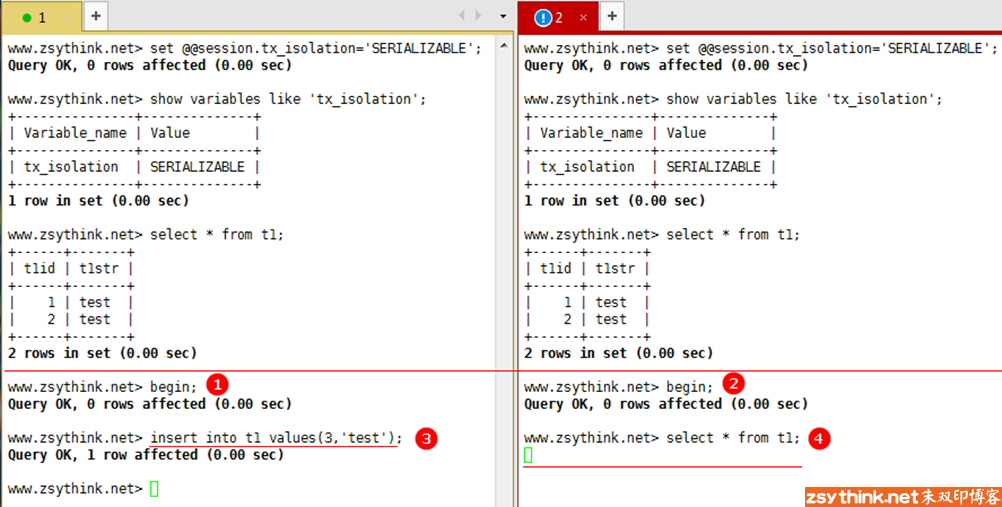 1 × +
www.zsythink.net> set @@session.tx_isolation='SERIALIZABLE';
Query OK, 0 rows affected (0.00 sec)
www.zsythink.net> show variables like 'tx_isolation';
+---------------+--------------+
| Variable_name | Value        |
+---------------+--------------+
| tx_isolation  | SERIALIZABLE |
+---------------+--------------+
1 row in set (0.00 sec)
www.zsythink.net> select * from t1;
+------+-------+
| t1id | t1str |
+------+-------+
|    1 | test  |
|    2 | test  |
+------+-------+
2 rows in set (0.00 sec)
www.zsythink.net> begin; 1
Query OK, 0 rows affected (0.00 sec)
www.zsythink.net> insert into t1 values(3,'test'); 3
Query OK, 1 row affected (0.00 sec)
www.zsythink.net>
! 2 × +
www.zsythink.net> set @@session.tx_isolation='SERIALIZABLE';
Query OK, 0 rows affected (0.00 sec)
www.zsythink.net> show variables like 'tx_isolation';
+---------------+--------------+
| Variable_name | Value        |
+---------------+--------------+
| tx_isolation  | SERIALIZABLE |
+---------------+--------------+
1 row in set (0.00 sec)
www.zsythink.net> select * from t1;
+------+-------+
| t1id | t1str |
+------+-------+
|    1 | test  |
|    2 | test  |
+------+-------+
2 rows in set (0.00 sec)
www.zsythink.net> begin; 2
Query OK, 0 rows affected (0.00 sec)
www.zsythink.net> select * from t1; 4
zsythink.net朱双印博客